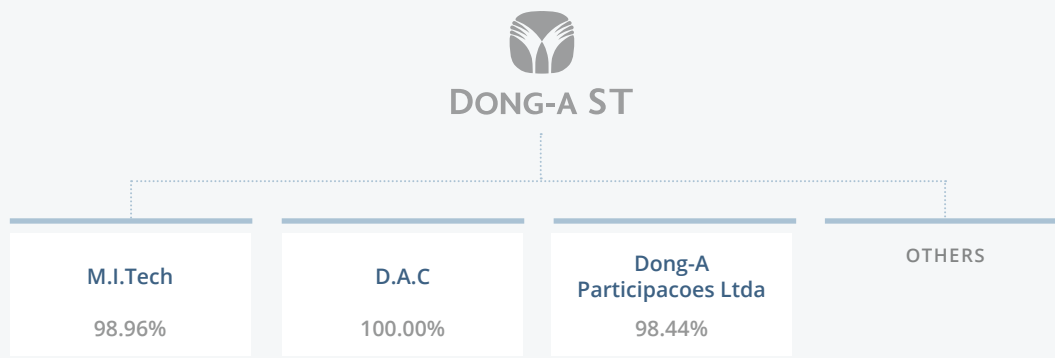 DONG-A ST
M.I.Tech
98.96%
D.A.C
100.00%
Dong-A
Participacoes Ltda
98.44%
OTHERS